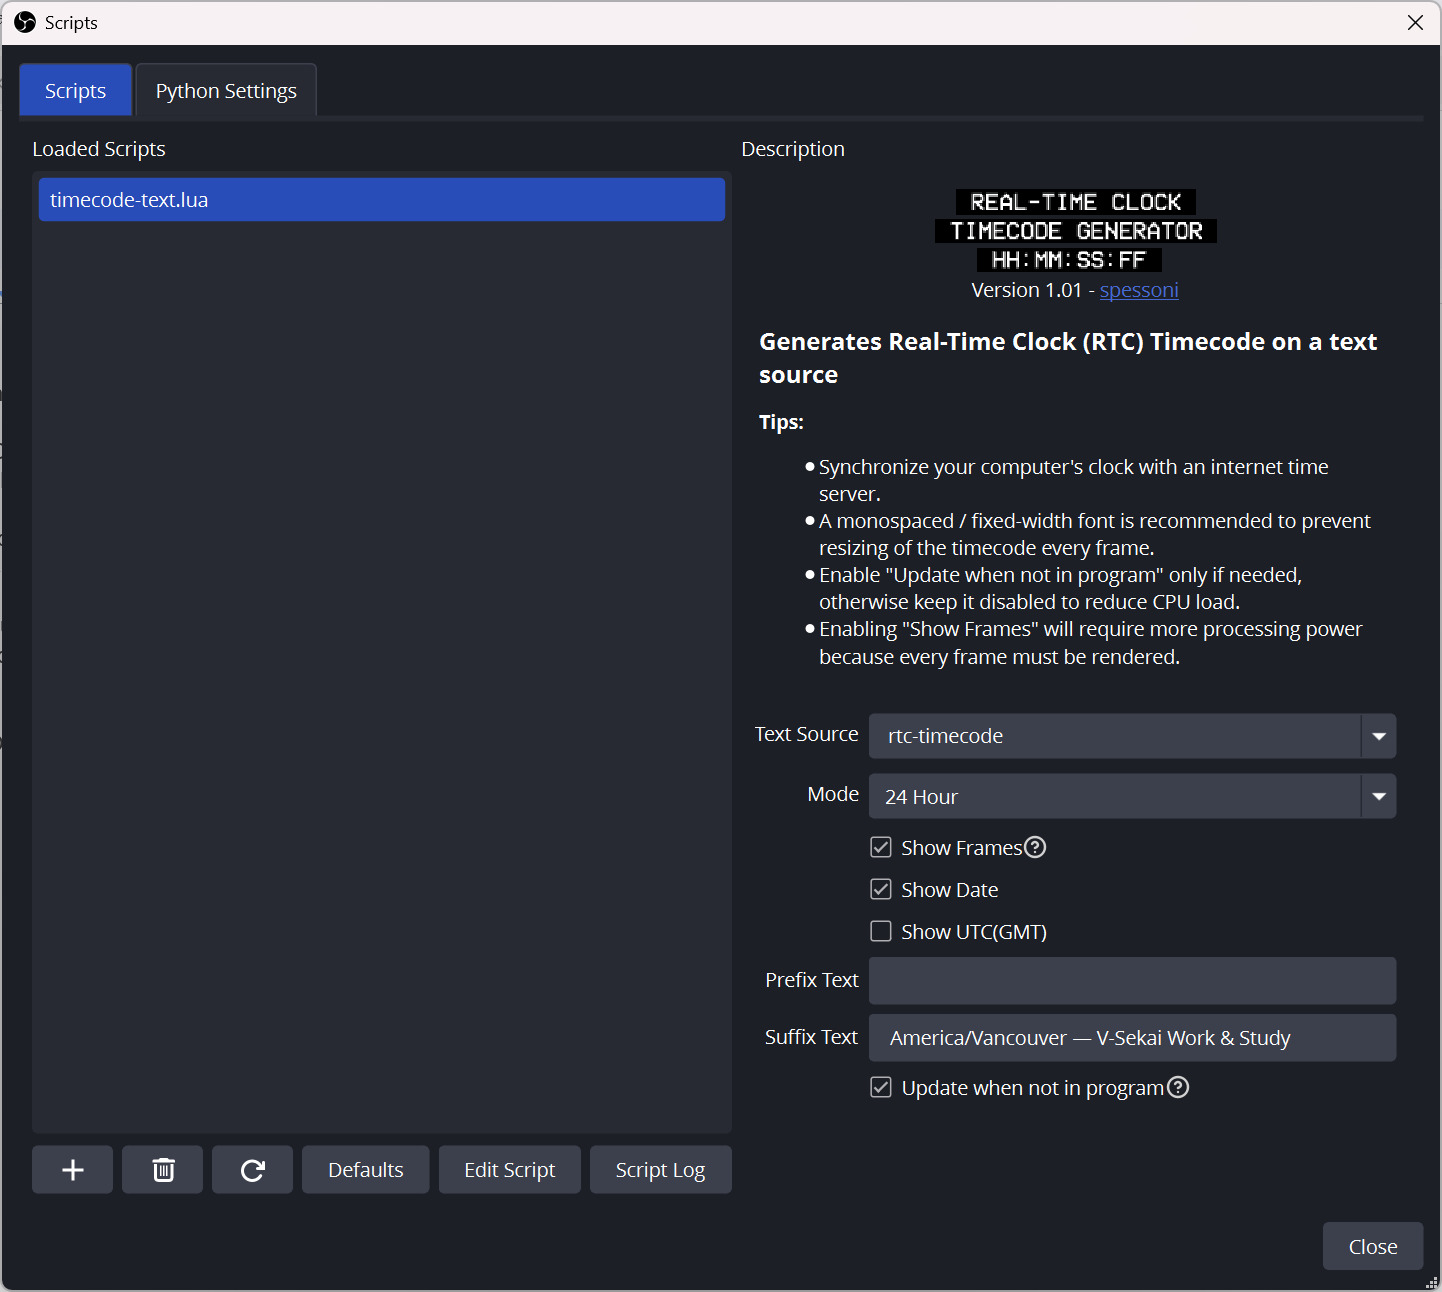 Scripts
Scripts
Python Settings
Loaded Scripts
timecode-text.lua
Description
REAL-TIME CLOCK
TIMECODE GENERATOR
HH:MM:SS:FF
Version 1.01 - spessoni
Generates Real-Time Clock (RTC) Timecode on a text
source
Tips:
Synchronize your computer's clock with an internet time
server.
A monospaced / fixed-width font is recommended to prevent
resizing of the timecode every frame.
Enable "Update when not in program" only if needed,
otherwise keep it disabled to reduce CPU load.
Enabling "Show Frames" will require more processing power
because every frame must be rendered.
Text Source
rtc-timecode
Mode
24 Hour
Show Frames
Show Date
Show UTC(GMT)
Prefix Text
Suffix Text
America/Vancouver — V-Sekai Work & Study
Update when not in program
Defaults
Edit Script
Script Log
Close